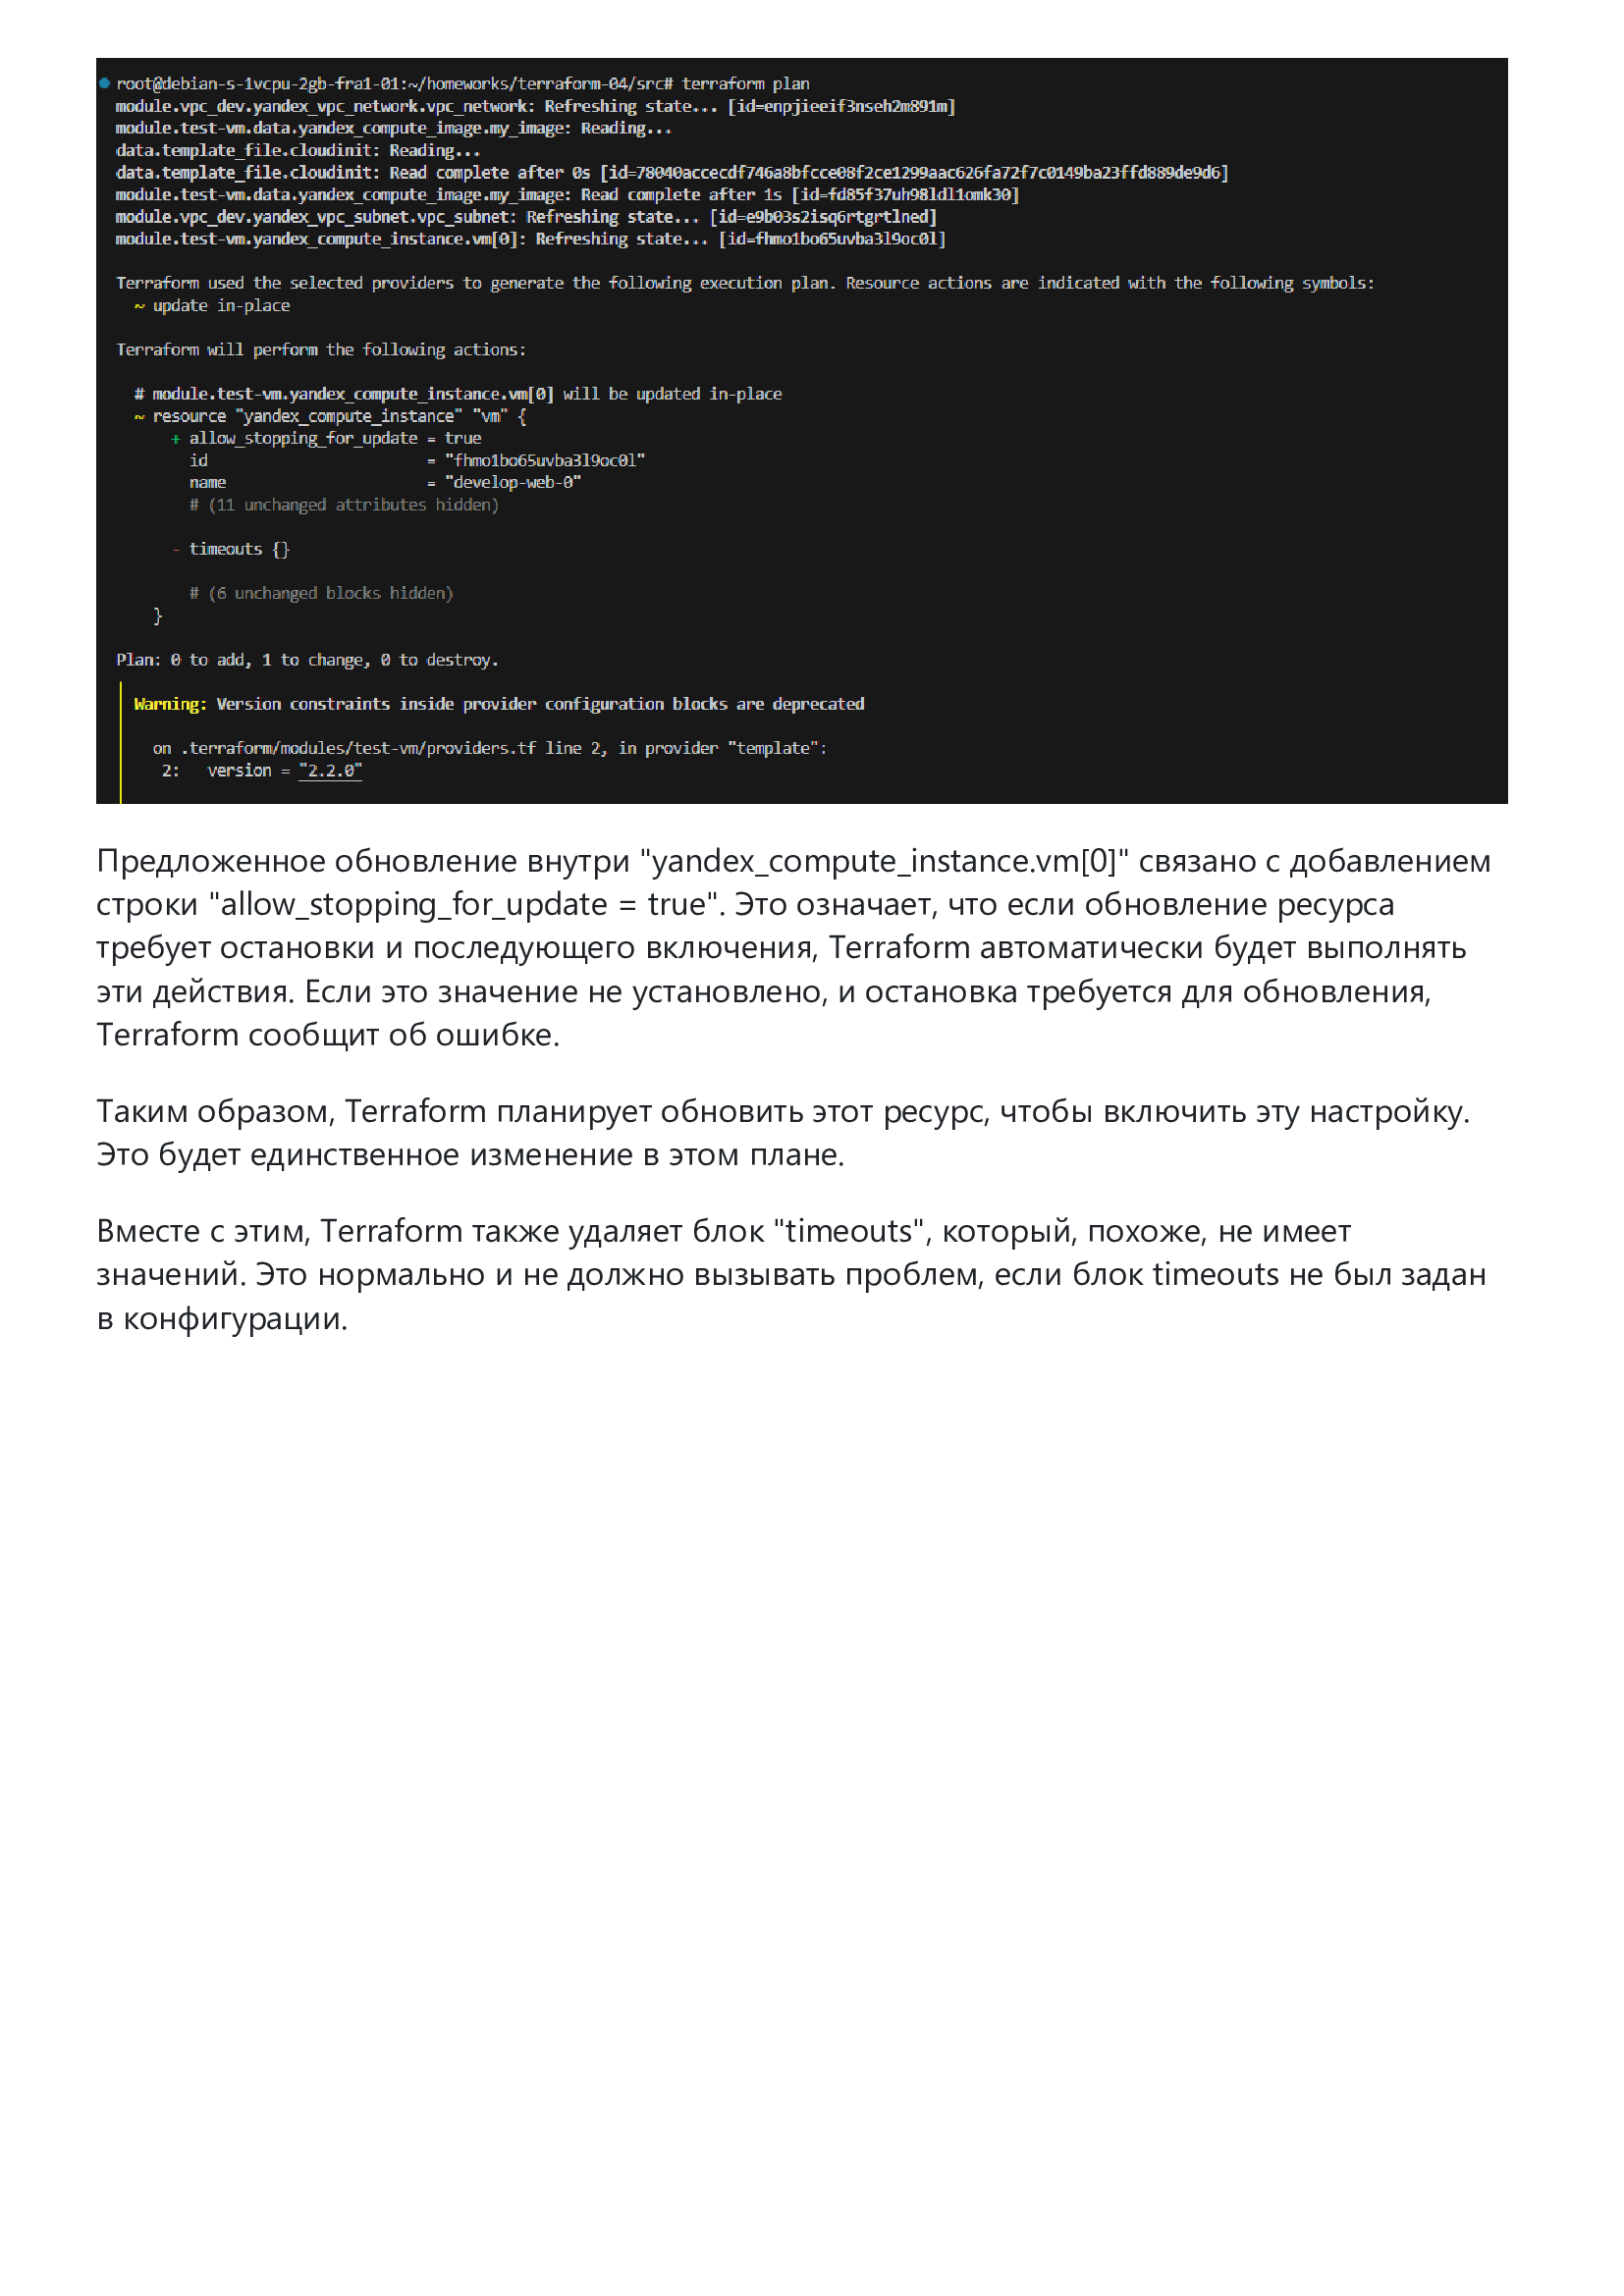 root@debian-s-1vcpu-2gb-fra1-01:~/homeworks/terraform-04/src# terraform plan
module.vpc_dev.yandex_vpc_network.vpc_network: Refreshing state... [id=enpjieeif3nseh2m891m]
module.test-vm.data.yandex_compute_image.my_image: Reading...
data.template_file.cloudinit: Reading...
data.template_file.cloudinit: Read complete after 0s [id=78040accecdf746a8bfcce08f2ce1299aac626fa72f7c0149ba23ffd889de9d6]
module.test-vm.data.yandex_compute_image.my_image: Read complete after 1s [id=fd85f37uh98ldl1omk30]
module.vpc_dev.yandex_vpc_subnet.vpc_subnet: Refreshing state... [id=e9b03s2isq6rtgrtlned]
module.test-vm.yandex_compute_instance.vm[0]: Refreshing state... [id=fhmo1bo65uvba3l9oc0l]
Terraform used the selected providers to generate the following execution plan. Resource actions are indicated with the following symbols:
~ update in-place
Terraform will perform the following actions:
# module.test-vm.yandex_compute_instance.vm[0] will be updated in-place
~ resource "yandex_compute_instance" "vm" {
+ allow_stopping_for_update = true
id = "fhmo1bo65uvba3l9oc0l"
name = "develop-web-0"
# (11 unchanged attributes hidden)
- timeouts {}
# (6 unchanged blocks hidden)
}
Plan: 0 to add, 1 to change, 0 to destroy.
Warning: Version constraints inside provider configuration blocks are deprecated
on .terraform/modules/test-vm/providers.tf line 2, in provider "template":
2: version = "2.2.0"
Предложенное обновление внутри "yandex_compute_instance.vm[0]" связано с добавлением
строки "allow_stopping_for_update = true". Это означает, что если обновление ресурса
требует остановки и последующего включения, Terraform автоматически будет выполнять
эти действия. Если это значение не установлено, и остановка требуется для обновления,
Terraform сообщит об ошибке.
Таким образом, Terraform планирует обновить этот ресурс, чтобы включить эту настройку.
Это будет единственное изменение в этом плане.
Вместе с этим, Terraform также удаляет блок "timeouts", который, похоже, не имеет
значений. Это нормально и не должно вызывать проблем, если блок timeouts не был задан
в конфигурации.